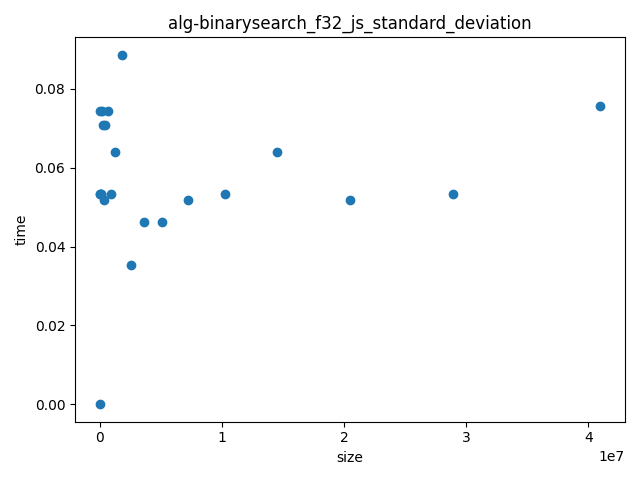 alg-binarysearch_f32_js_standard_deviation
time
0.08
0.06
0.04
0.02
0.00
0
1
2
3
4
1e7
size